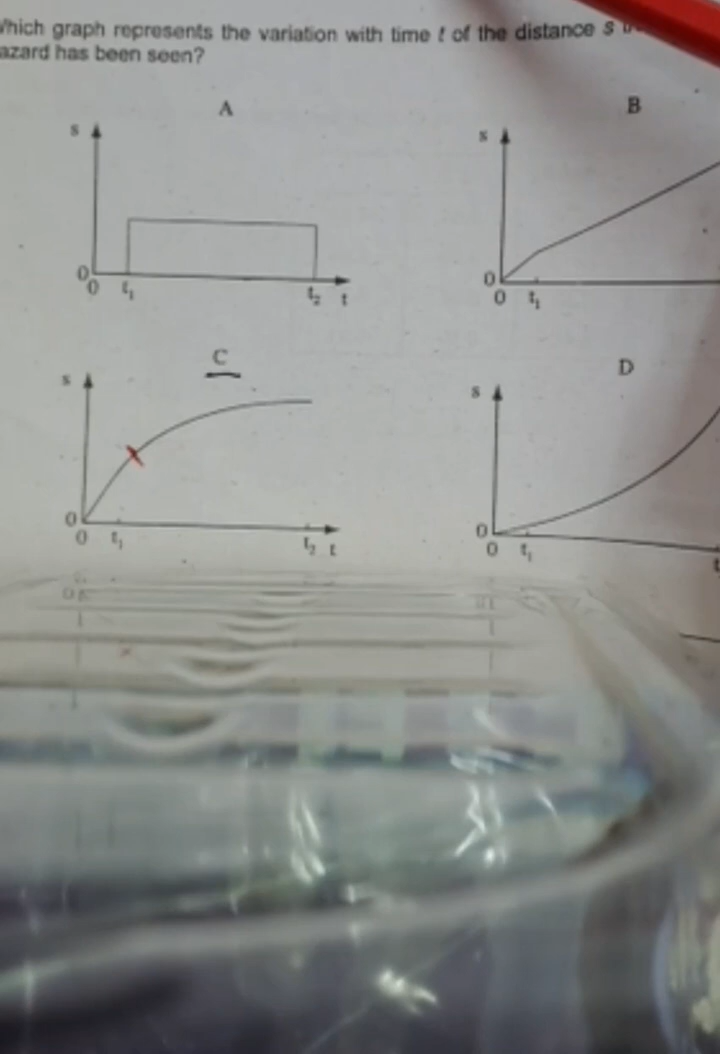 Which graph represents the variation with time t of the distance s
azard has been seen?
A
B
s
s
0
0
0 t₁ t₂ t
0 t₁
C
D
s
s
0
0
0 t₁ t₂ t
0 t₁ t